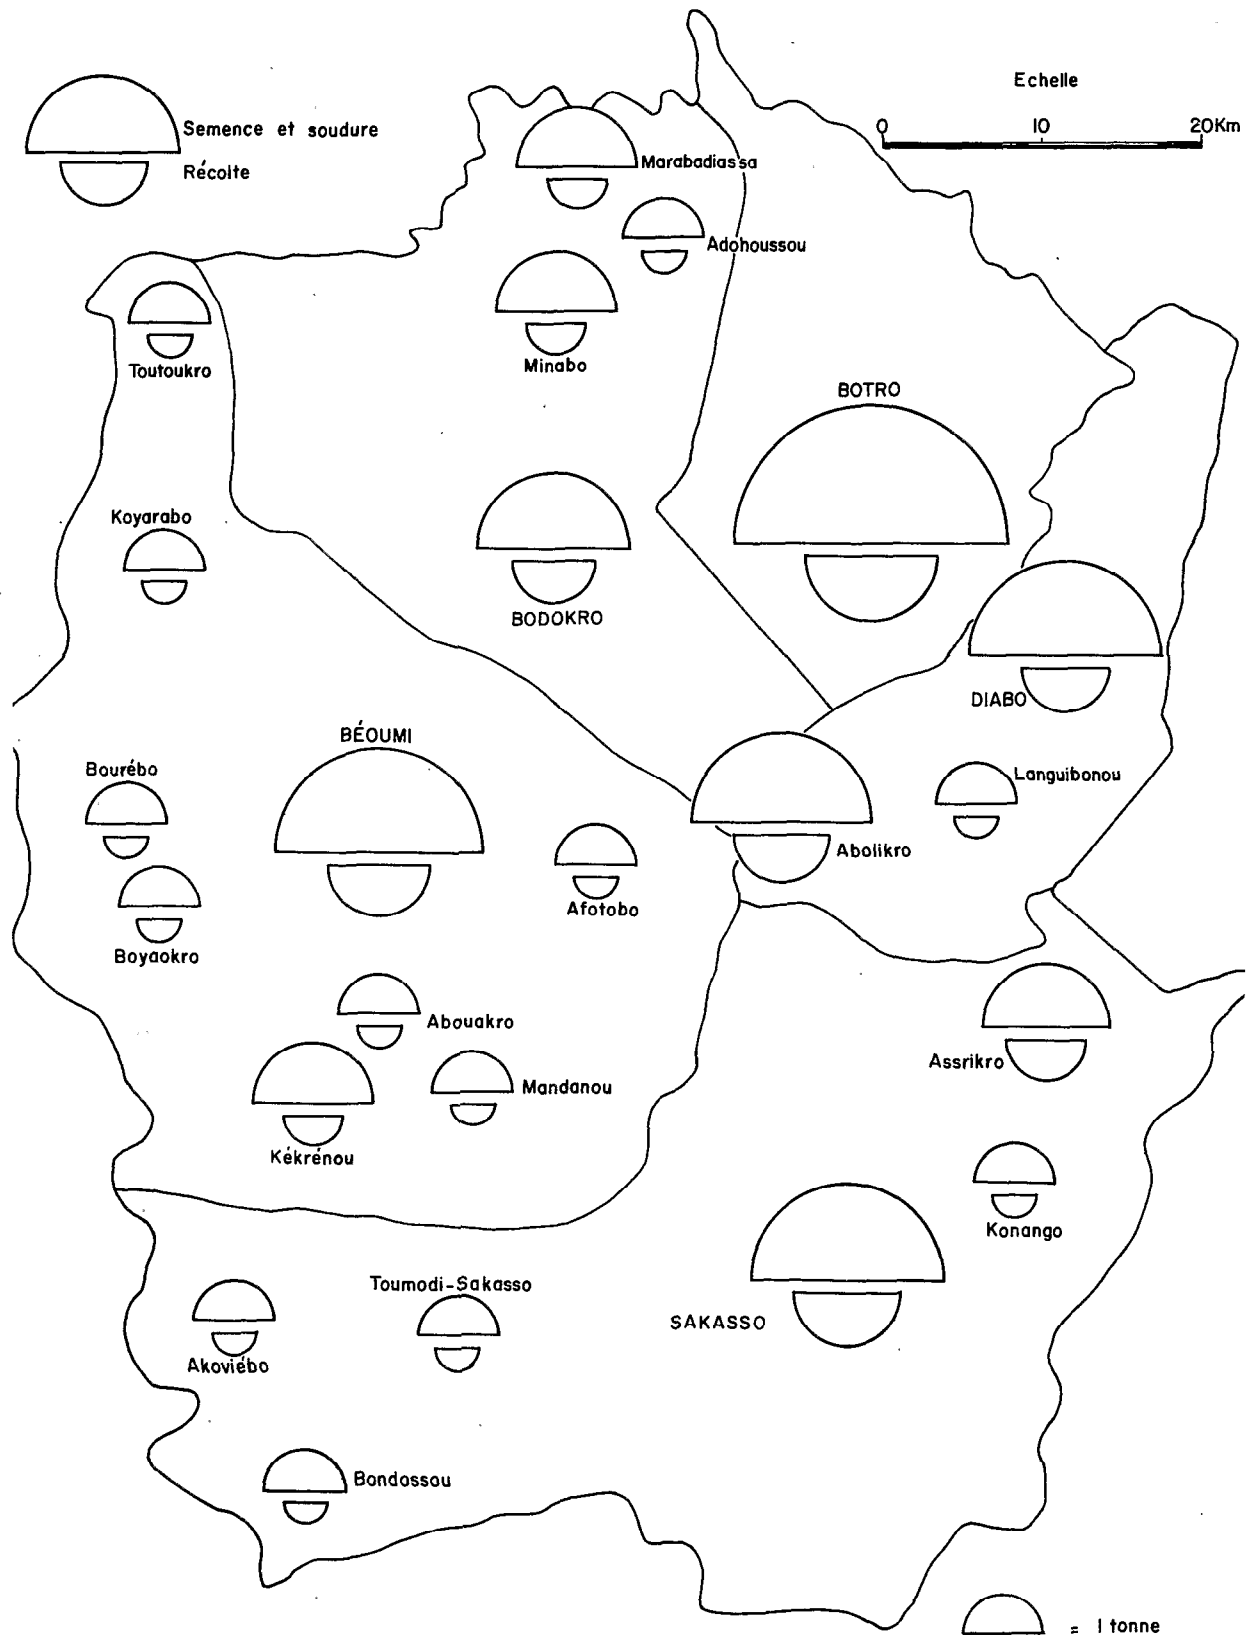 Echelle
0 10 20Km
Semence et soudure
Récolte
Marabadiassa
Adohoussou
Minabo
Toutoukro
BOTRO
Koyarabo
BODOKRO
DIABO
BÉOUMI
Bourébo
Languibonou
Abolikro
Afotobo
Boyaokro
Abouakro
Assrikro
Mandanou
Kékrénou
Konango
Toumodi-Sakasso
SAKASSO
Akoviébo
Bondossou
= 1 tonne